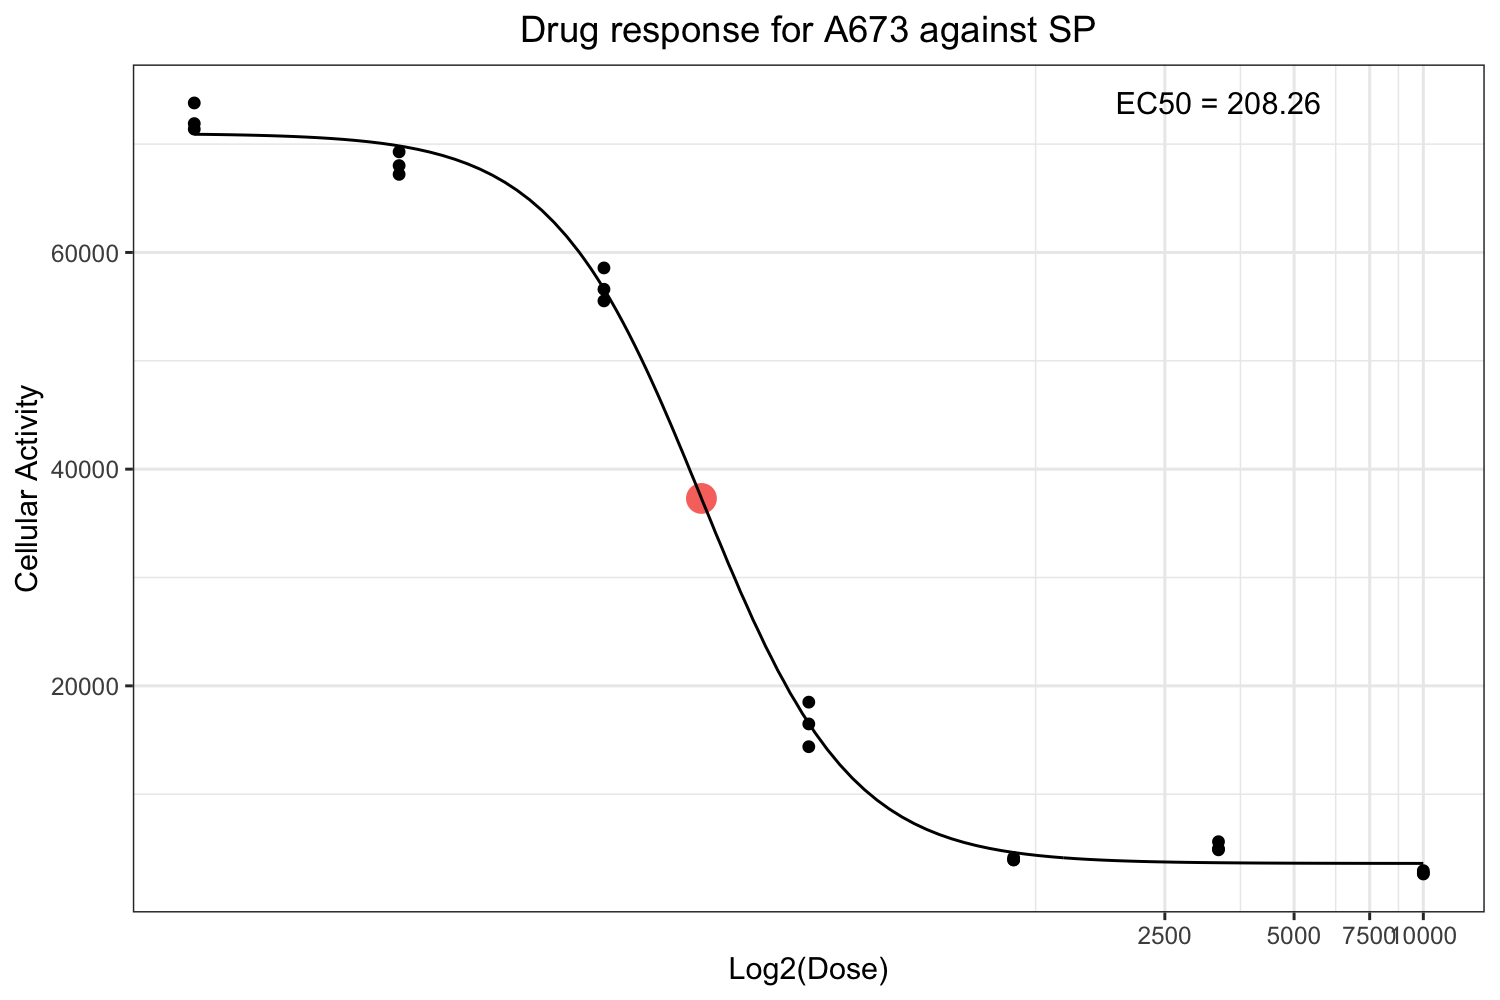 Drug response for A673 against SP
EC50 = 208.26
60000
40000
20000
Cellular Activity
2500 5000 7500 10000
Log2(Dose)